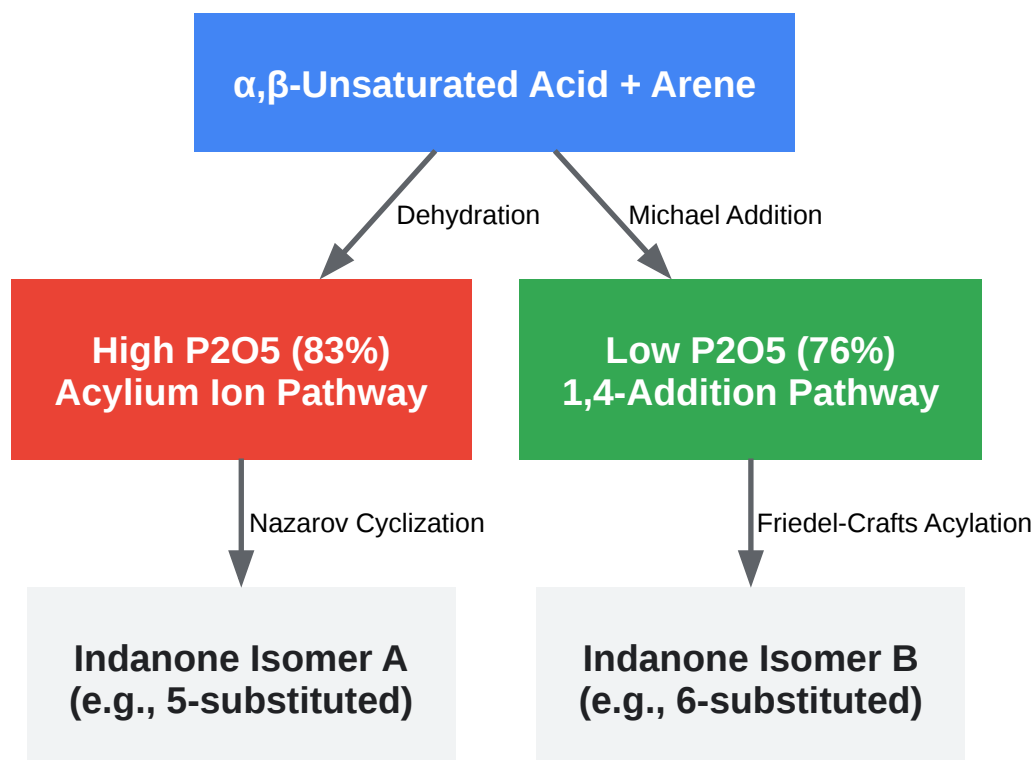 α,β-Unsaturated Acid + Arene
Dehydration
Michael Addition
High P2O5 (83%)
Acylium Ion Pathway
Low P2O5 (76%)
1,4-Addition Pathway
Nazarov Cyclization
Friedel-Crafts Acylation
Indanone Isomer A
(e.g., 5-substituted)
Indanone Isomer B
(e.g., 6-substituted)